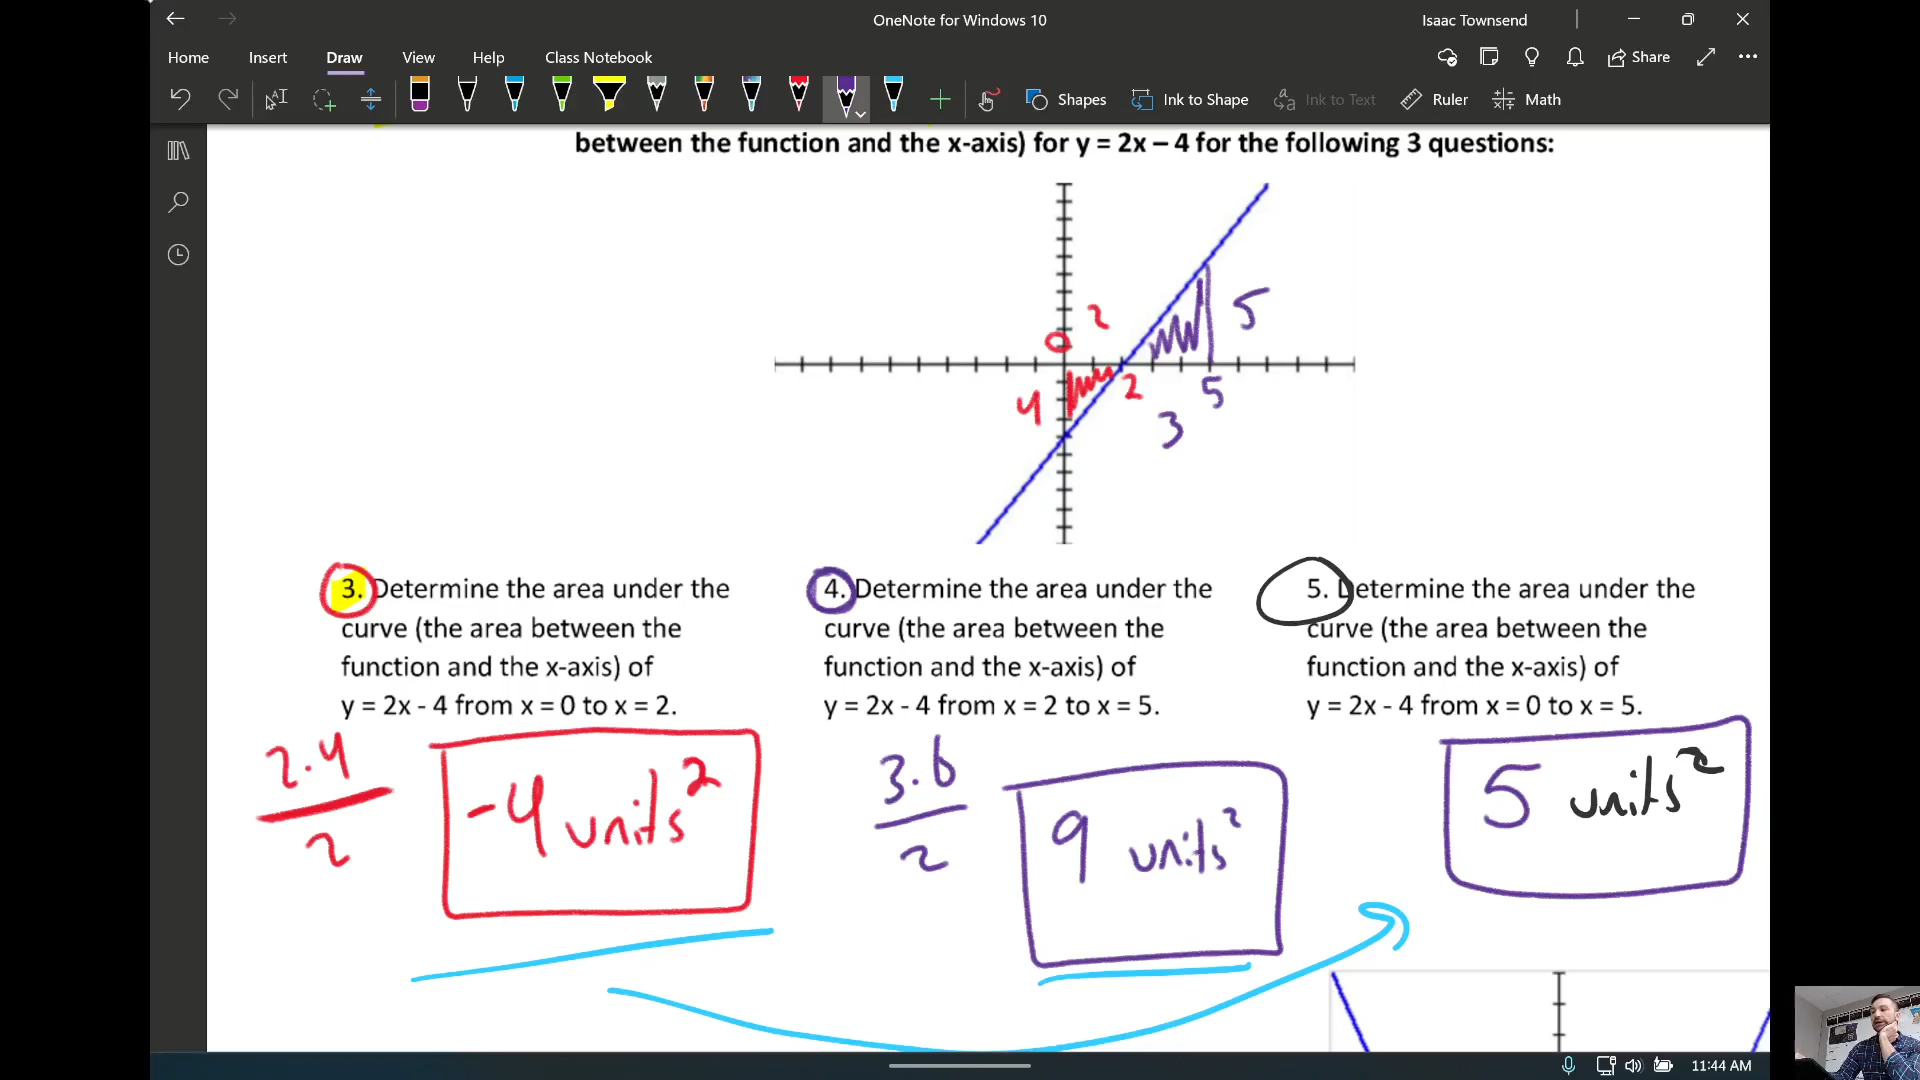 OneNote for Windows 10
Isaac Townsend
Home Insert Draw View Help Class Notebook
Share
Shapes Ink to Shape Ink to Text Ruler Math
between the function and the x-axis) for y = 2x – 4 for the following 3 questions:
2
0
5
4
2
5
3
3. Determine the area under the
curve (the area between the
function and the x-axis) of
y = 2x - 4 from x = 0 to x = 2.
2·4
2
-4 units²
4. Determine the area under the
curve (the area between the
function and the x-axis) of
y = 2x - 4 from x = 2 to x = 5.
3·6
2
9 units²
5. Determine the area under the
curve (the area between the
function and the x-axis) of
y = 2x - 4 from x = 0 to x = 5.
5 units²
11:44 AM